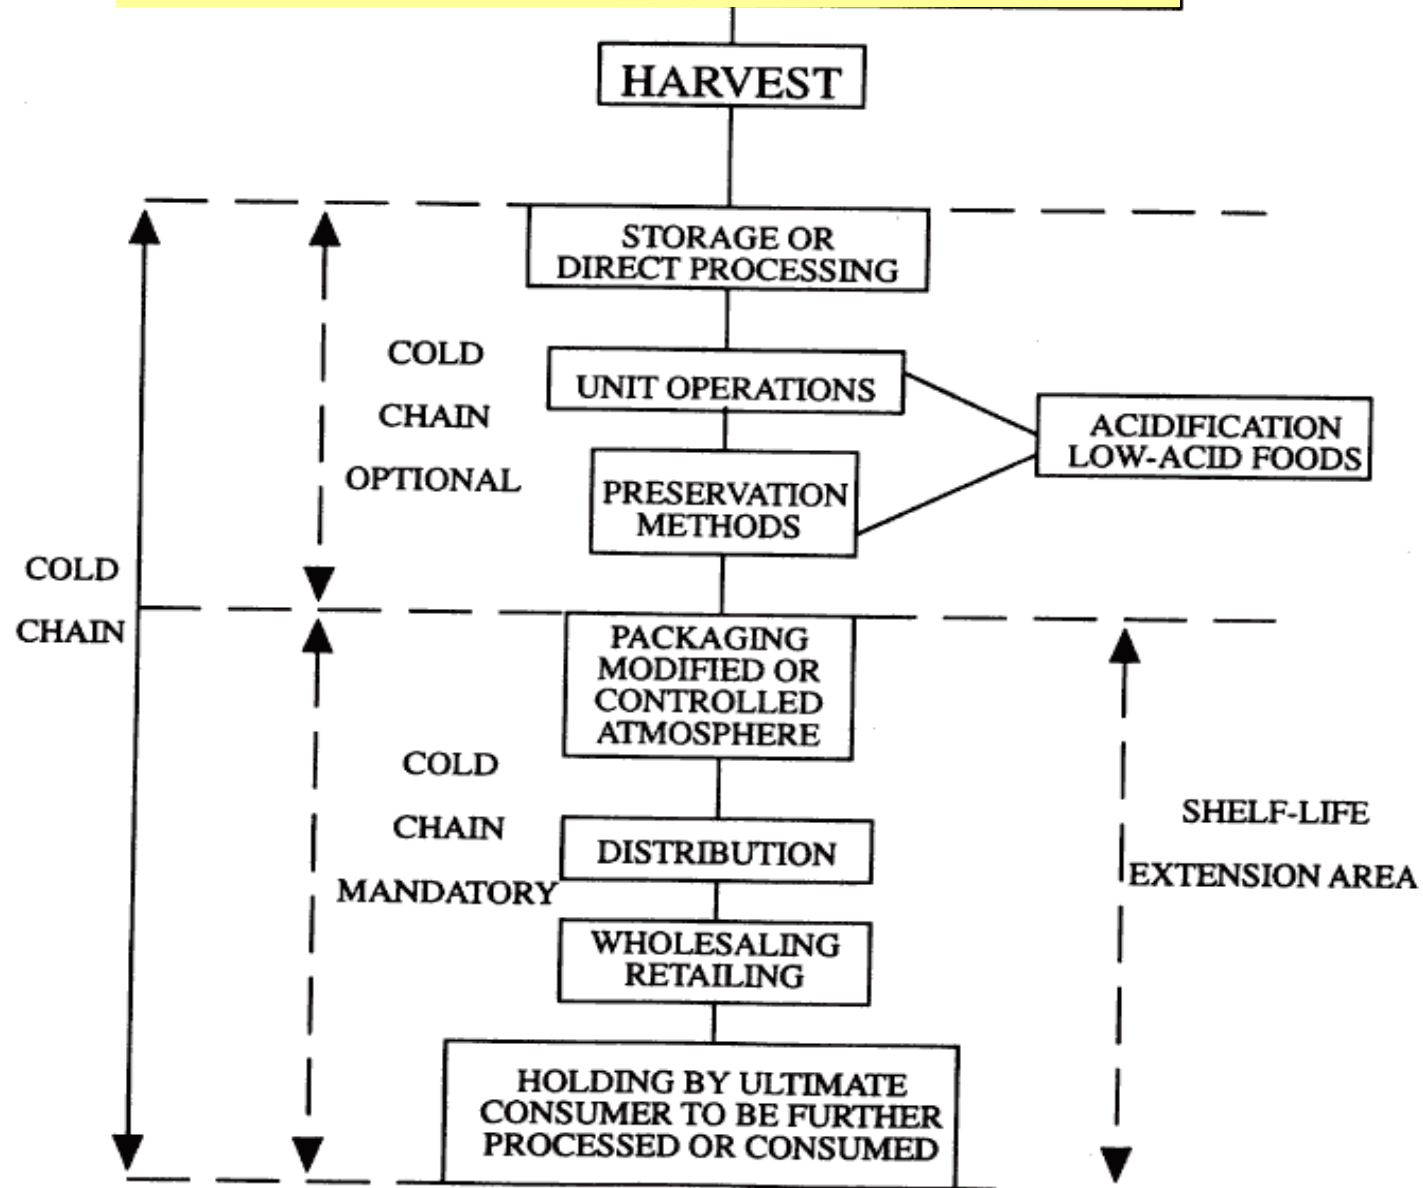 HARVEST
STORAGE OR
DIRECT PROCESSING
COLD
CHAIN
OPTIONAL
UNIT OPERATIONS
ACIDIFICATION
LOW-ACID FOODS
PRESERVATION
METHODS
COLD
CHAIN
PACKAGING
MODIFIED OR
CONTROLLED
ATMOSPHERE
COLD
CHAIN
MANDATORY
SHELF-LIFE
EXTENSION AREA
DISTRIBUTION
WHOLESALING
RETAILING
HOLDING BY ULTIMATE
CONSUMER TO BE FURTHER
PROCESSED OR CONSUMED